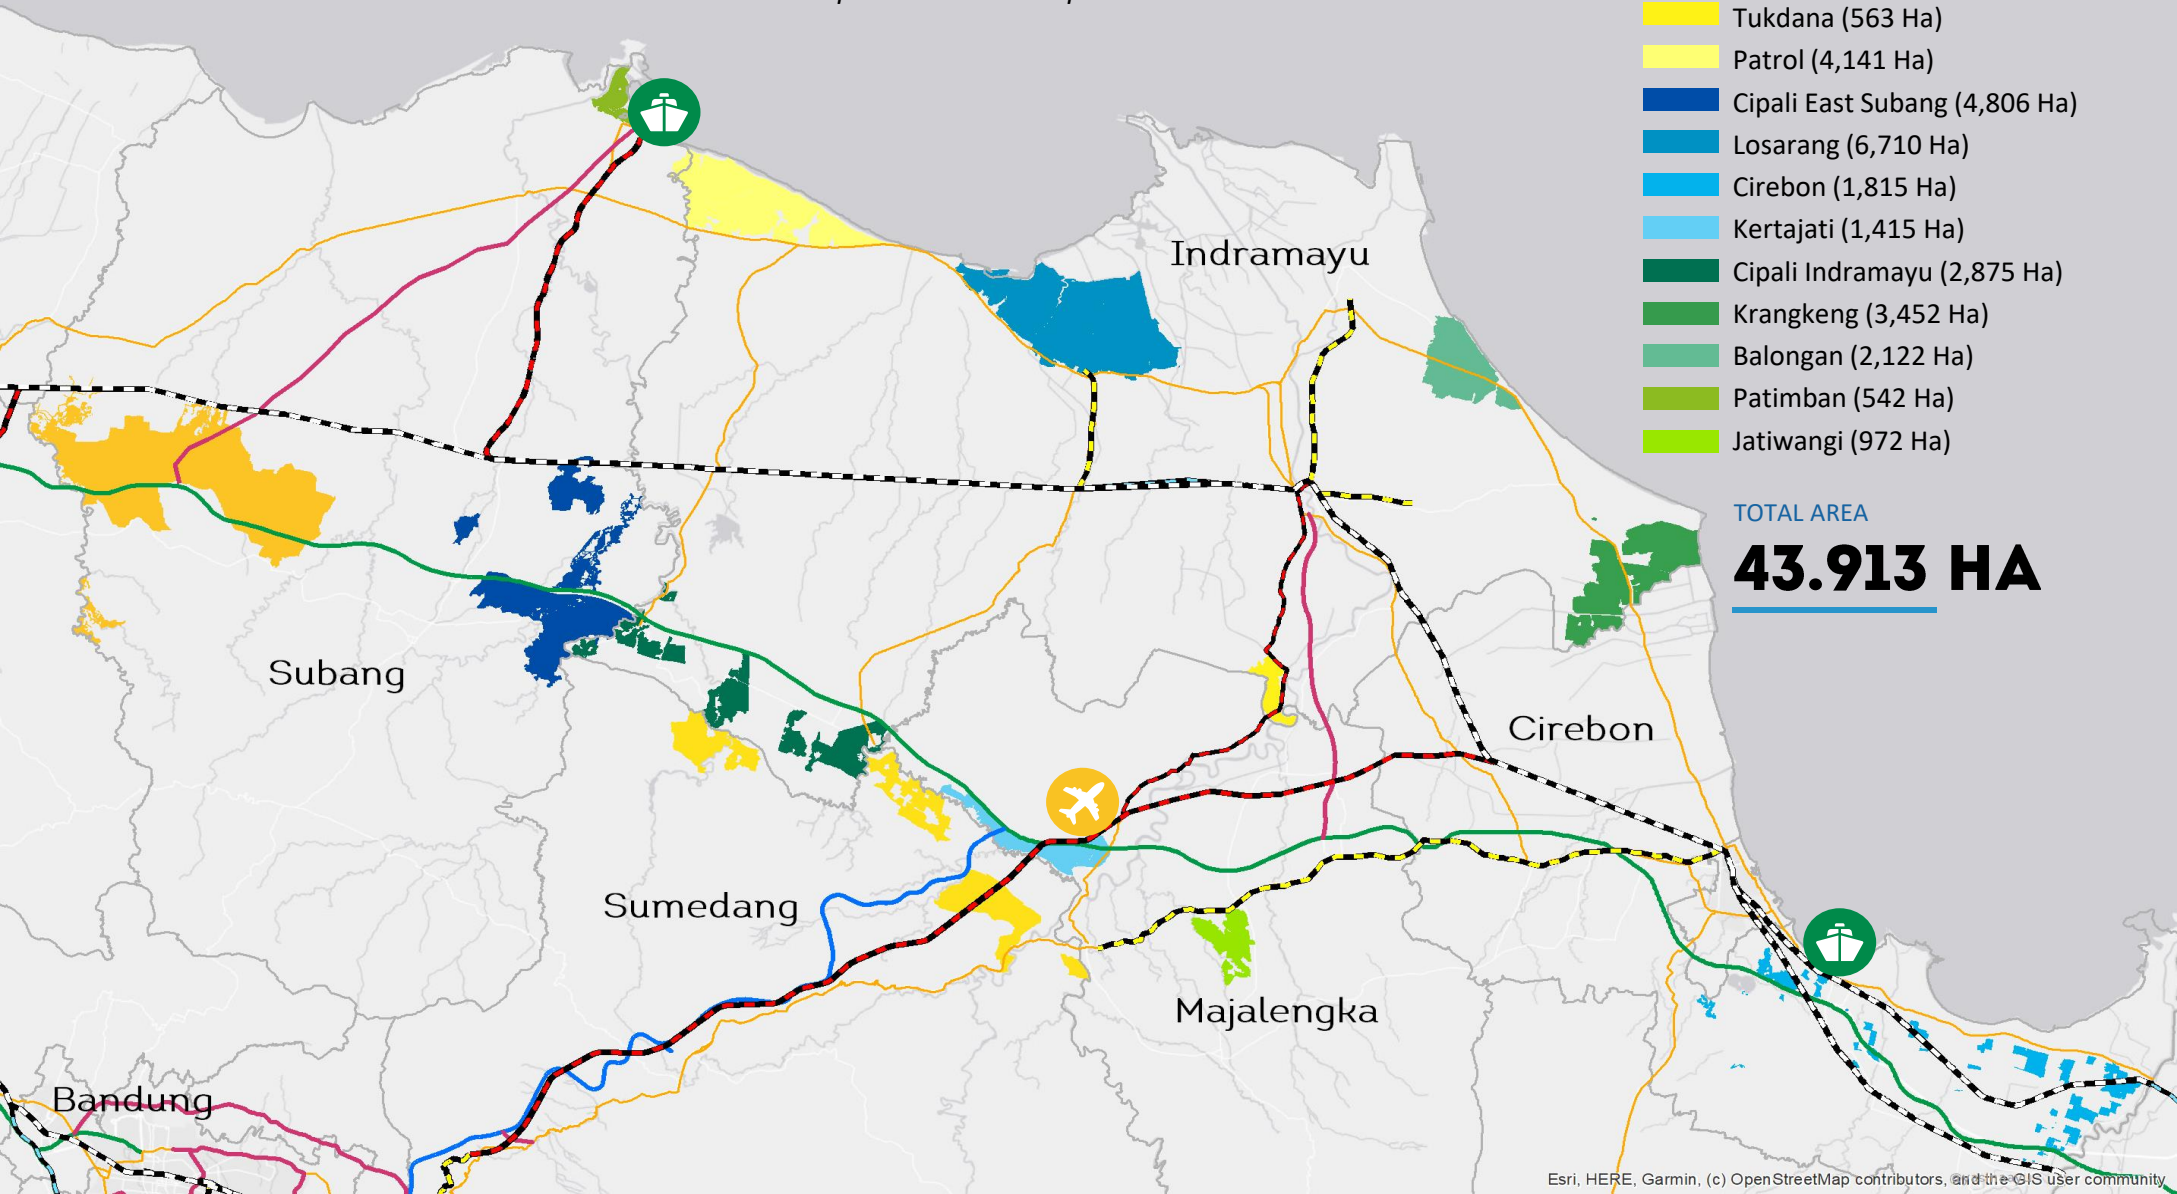 Tukdana (563 Ha)
Patrol (4,141 Ha)
Cipali East Subang (4,806 Ha)
Losarang (6,710 Ha)
Cirebon (1,815 Ha)
Kertajati (1,415 Ha)
Cipali Indramayu (2,875 Ha)
Krangkeng (3,452 Ha)
Balongan (2,122 Ha)
Patimban (542 Ha)
Jatiwangi (972 Ha)
TOTAL AREA
43.913 HA
Indramayu
Subang
Cirebon
Sumedang
Majalengka
Bandung
Esri, HERE, Garmin, (c) OpenStreetMap contributors, and the GIS user community